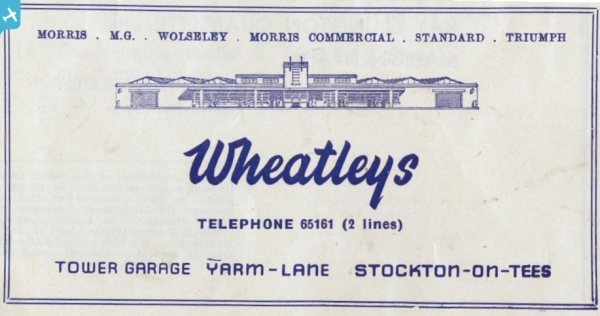 MORRIS . M.G. . WOLSELEY . MORRIS COMMERCIAL . STANDARD . TRIUMPH
Wheatleys
TELEPHONE 65161 (2 lines)
TOWER GARAGE YARM-LANE STOCKTON-ON-TEES